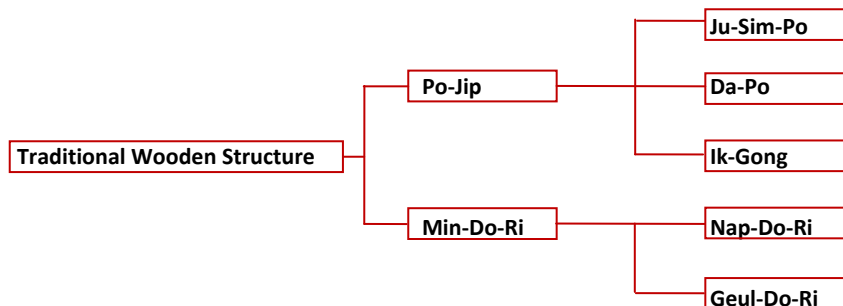 Traditional Wooden Structure
Po-Jip
Ju-Sim-Po
Da-Po
Ik-Gong
Min-Do-Ri
Nap-Do-Ri
Geul-Do-Ri